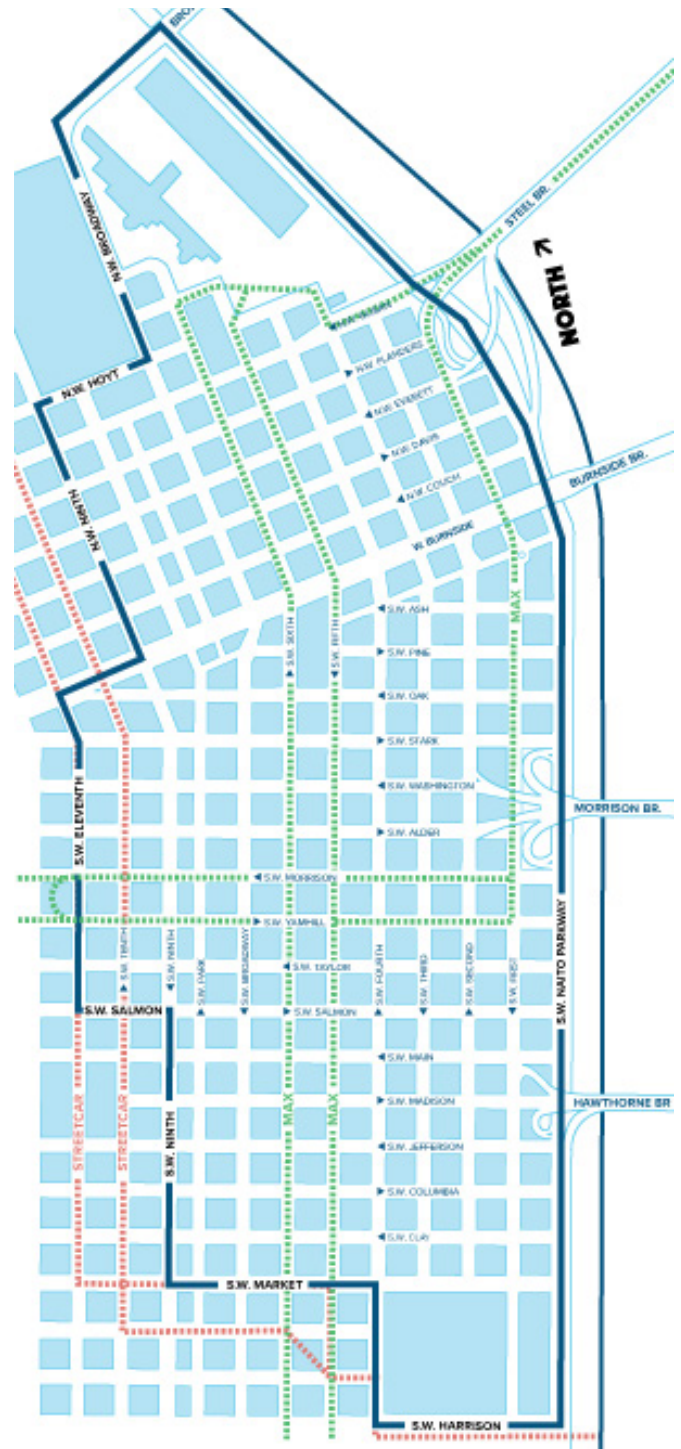 BRO
STEEL BR.
NORTH
N.W. BROADWAY
N.W. FLANDERS
N.W. HOYT
N.W. EVERETT
N.W. DAVIS
BURNSIDE BR.
N.W. COUCH
N.W. NINTH
W. BURNSIDE
MAX
S.W. ASH
S.W. SIXTH
S.W. FIFTH
S.W. PINE
S.W. OAK
S.W. STARK
S.W. WASHINGTON
S.W. ELEVENTH
MORRISON BR.
S.W. ALDER
S.W. MORRISON
S.W. YAMHILL
S.W. TENTH
S.W. NINTH
S.W. PARK
S.W. BROADWAY
S.W. TAYLOR
S.W. FOURTH
S.W. THIRD
S.W. SECOND
S.W. FIRST
S.W. NAITO PARKWAY
S.W. SALMON
S.W. SALMON
S.W. MAIN
S.W. MADISON
HAWTHORNE BR
STREETCAR
STREETCAR
S.W. NINTH
MAX
MAX
S.W. JEFFERSON
S.W. COLUMBIA
S.W. CLAY
S.W. MARKET
S.W. HARRISON